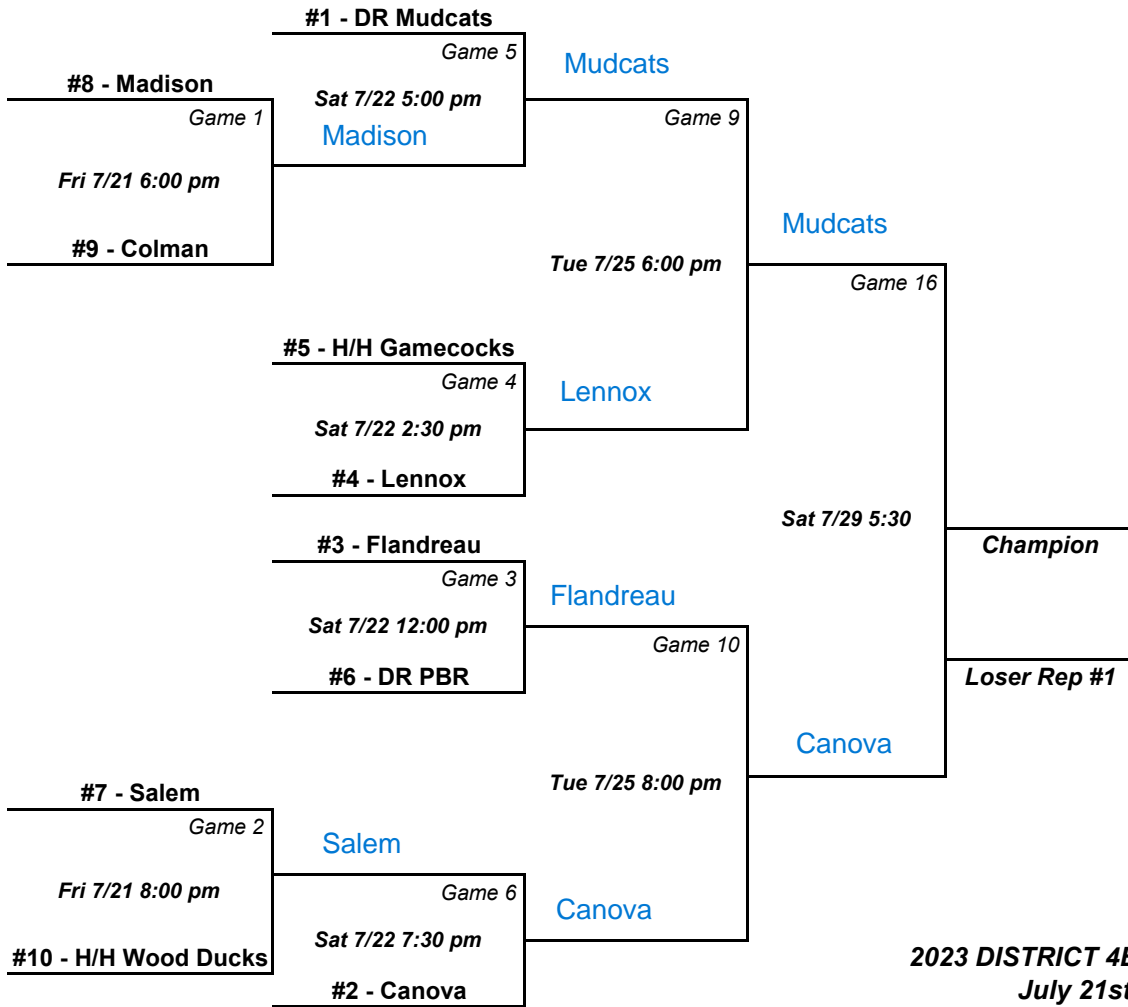 #1 - DR Mudcats
Game 5
Mudcats
#8 - Madison
Sat 7/22 5:00 pm
Game 1
Game 9
Madison
Fri 7/21 6:00 pm
Mudcats
#9 - Colman
Tue 7/25 6:00 pm
Game 16
#5 - H/H Gamecocks
Game 4
Lennox
Sat 7/22 2:30 pm
#4 - Lennox
Sat 7/29 5:30
#3 - Flandreau
Champion
Game 3
Flandreau
Sat 7/22 12:00 pm
Game 10
#6 - DR PBR
Loser Rep #1
Canova
Tue 7/25 8:00 pm
#7 - Salem
Game 2
Salem
Fri 7/21 8:00 pm
Game 6
Canova
Sat 7/22 7:30 pm
#10 - H/H Wood Ducks
2023 DISTRICT 4B
#2 - Canova
July 21st